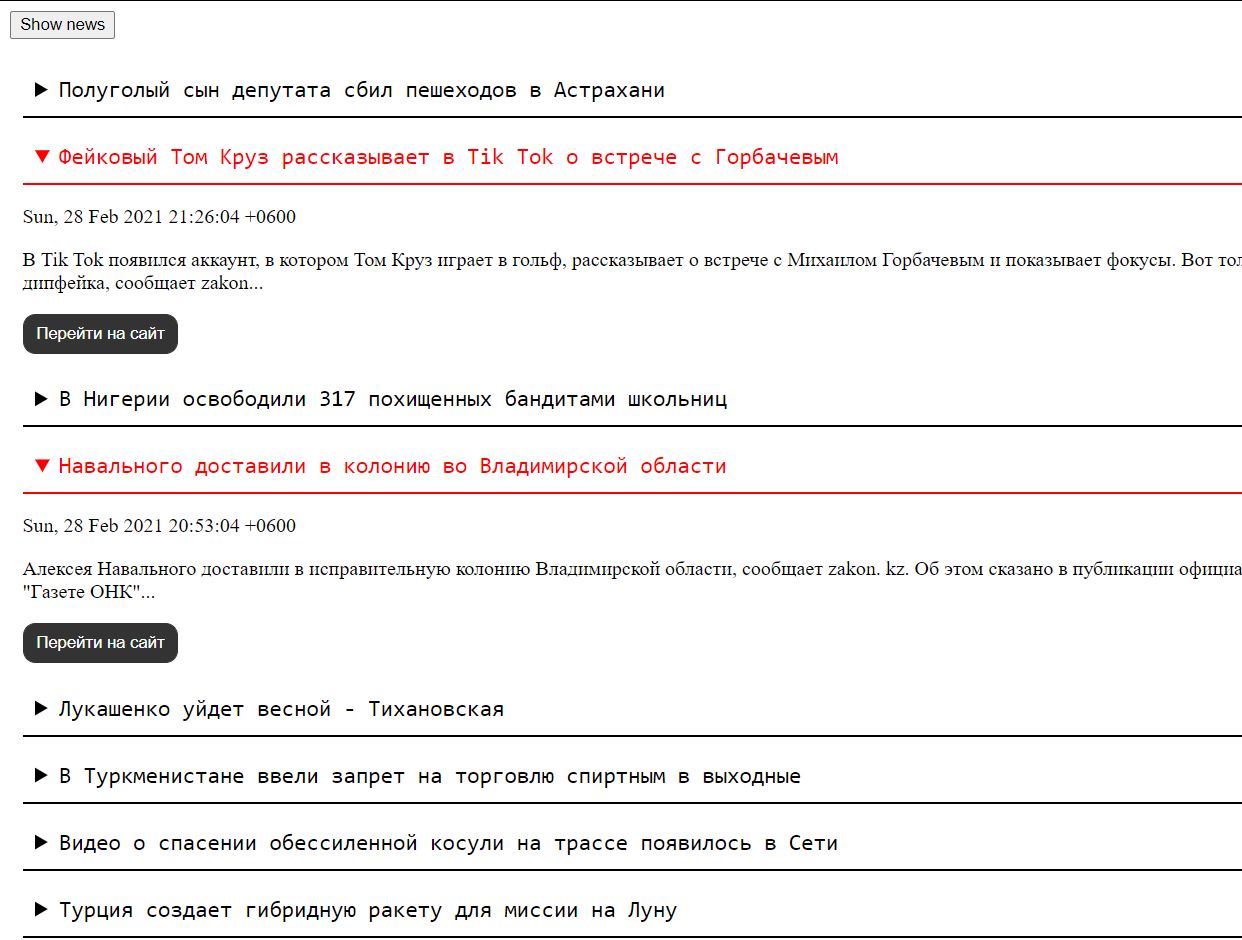 Show news
Полуголый сын депутата сбил пешеходов в Астрахани
Фейковый Том Круз рассказывает в Tik Tok о встрече с Горбачевым
Sun, 28 Feb 2021 21:26:04 +0600
В Tik Tok появился аккаунт, в котором Том Круз играет в гольф, рассказывает о встрече с Михаилом Горбачевым и показывает фокусы. Вот тол
дипфейка, сообщает zakon...
Перейти на сайт
В Нигерии освободили 317 похищенных бандитами школьниц
Навального доставили в колонию во Владимирской области
Sun, 28 Feb 2021 20:53:04 +0600
Алексея Навального доставили в исправительную колонию Владимирской области, сообщает zakon. kz. Об этом сказано в публикации официа
"Газете ОНК"...
Перейти на сайт
Лукашенко уйдет весной - Тихановская
В Туркменистане ввели запрет на торговлю спиртным в выходные
Видео о спасении обессиленной косули на трассе появилось в Сети
Турция создает гибридную ракету для миссии на Луну